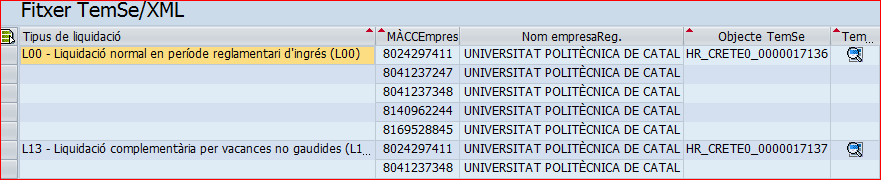 Fitxer TemSe/XML
Tipus de liquidació MÀCCEmpres Nom empresaReg. Objecte TemSe Tem...
L00 - Liquidació normal en període reglamentari d'ingrés (L00) 8024297411 UNIVERSITAT POLITÈCNICA DE CATAL HR_CRETE0_0000017136
8041237247 UNIVERSITAT POLITÈCNICA DE CATAL
8041237348 UNIVERSITAT POLITÈCNICA DE CATAL
8140962244 UNIVERSITAT POLITÈCNICA DE CATAL
8169528845 UNIVERSITAT POLITÈCNICA DE CATAL
L13 - Liquidació complementària per vacances no gaudides (L1... 8024297411 UNIVERSITAT POLITÈCNICA DE CATAL HR_CRETE0_0000017137
8041237348 UNIVERSITAT POLITÈCNICA DE CATAL